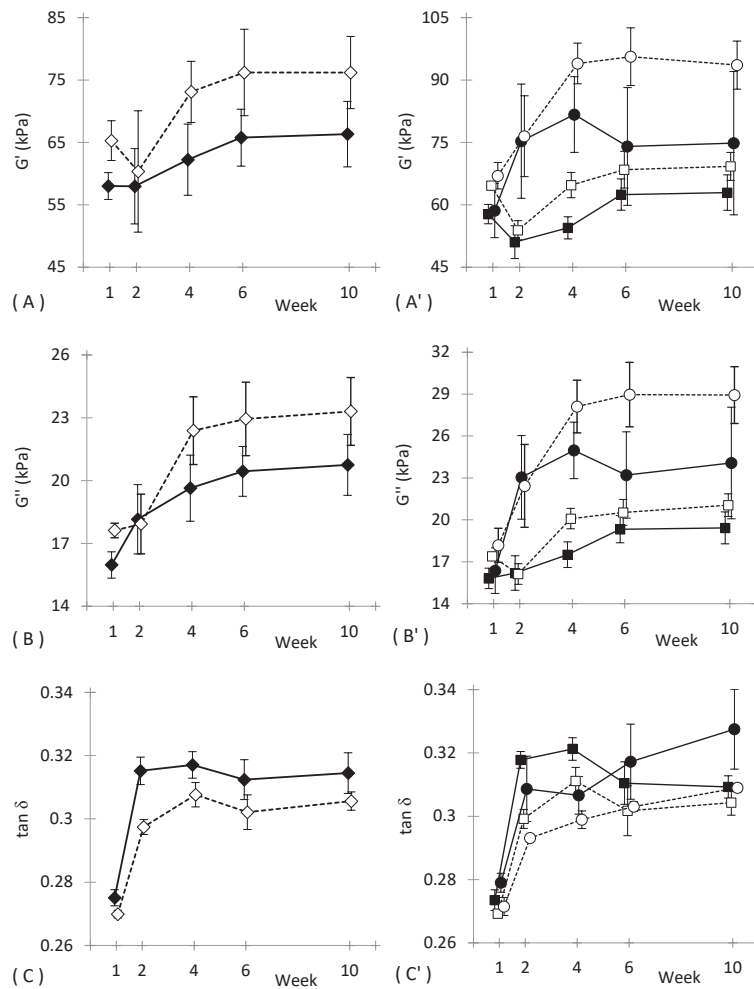 85
75
65
55
45
G' (kPa)
1 2 4 6 Week 10
( A )
105
90
75
60
45
G' (kPa)
1 2 4 6 Week 10
( A' )
26
23
20
17
14
G'' (kPa)
1 2 4 6 Week 10
( B )
32
29
26
23
20
17
14
G'' (kPa)
1 2 4 6 Week 10
( B' )
0.34
0.32
0.3
0.28
0.26
tan δ
1 2 4 6 Week 10
( C )
0.34
0.32
0.3
0.28
0.26
tan δ
1 2 4 6 Week 10
( C' )